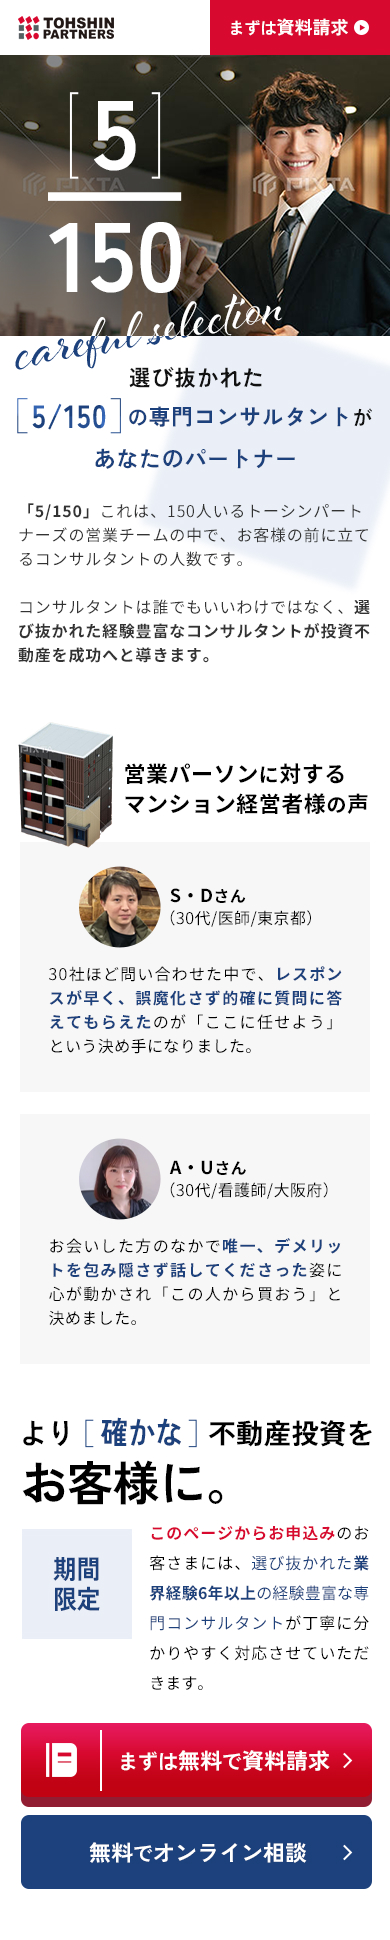 TOHSHIN
PARTNERS
まずは資料請求
[5]
150
PIXTA
PIXTA
careful selection
選び抜かれた
[5/150]の専門コンサルタントが
あなたのパートナー
「5/150」これは、150人いるトーシンパート
ナーズの営業チームの中で、お客様の前に立て
るコンサルタントの人数です。
コンサルタントは誰でもいいわけではなく、選
び抜かれた経験豊富なコンサルタントが投資不
動産を成功へと導きます。
PIXTA
営業パーソンに対する
マンション経営者様の声
S・Dさん
（30代/医師/東京都）
30社ほど問い合わせた中で、レスポン
スが早く、誤魔化さず的確に質問に答
えてもらえたのが「ここに任せよう」
という決め手になりました。
A・Uさん
（30代/看護師/大阪府）
お会いした方のなかで唯一、デメリッ
トを包み隠さず話してくださった姿に
心が動かされ「この人から買おう」と
決めました。
より[確かな]不動産投資を
お客様に。
期間
限定
このページからお申込みのお
客さまには、選び抜かれた業
界経験6年以上の経験豊富な専
門コンサルタントが丁寧に分
かりやすく対応させていただ
きます。
まずは無料で資料請求
無料でオンライン相談